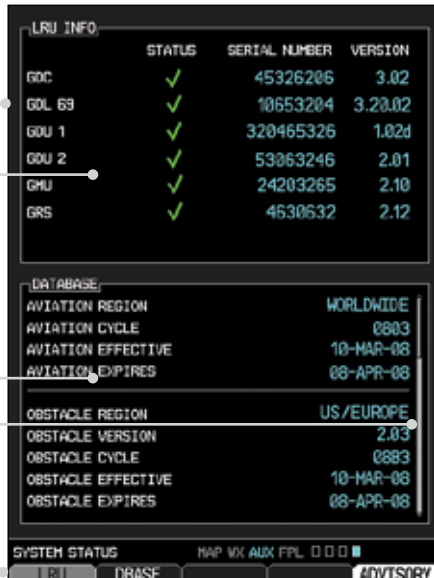 LRU INFO
STATUS SERIAL NUMBER VERSION
GDC 45326206 3.02
GDL 69 10653204 3.20.02
GDU 1 320465326 1.02d
GDU 2 53063246 2.01
GMU 24203265 2.10
GRS 4630632 2.12
DATABASE
AVIATION REGION WORLDWIDE
AVIATION CYCLE 0803
AVIATION EFFECTIVE 10-MAR-08
AVIATION EXPIRES 08-APR-08
OBSTACLE REGION US/EUROPE
OBSTACLE VERSION 2.03
OBSTACLE CYCLE 08B3
OBSTACLE EFFECTIVE 10-MAR-08
OBSTACLE EXPIRES 08-APR-08
SYSTEM STATUS MAP WX AUX FPL
LRU DBASE ADVISORY